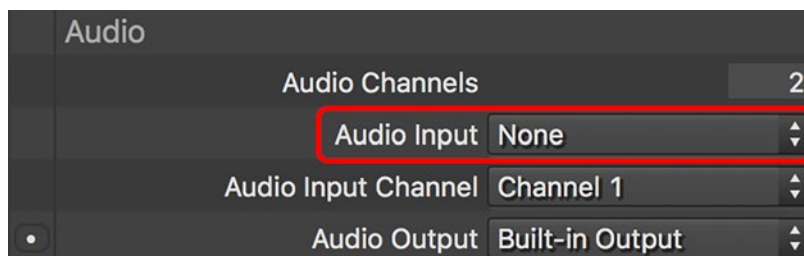 Audio
Audio Channels 2
Audio Input None
Audio Input Channel Channel 1
Audio Output Built-in Output